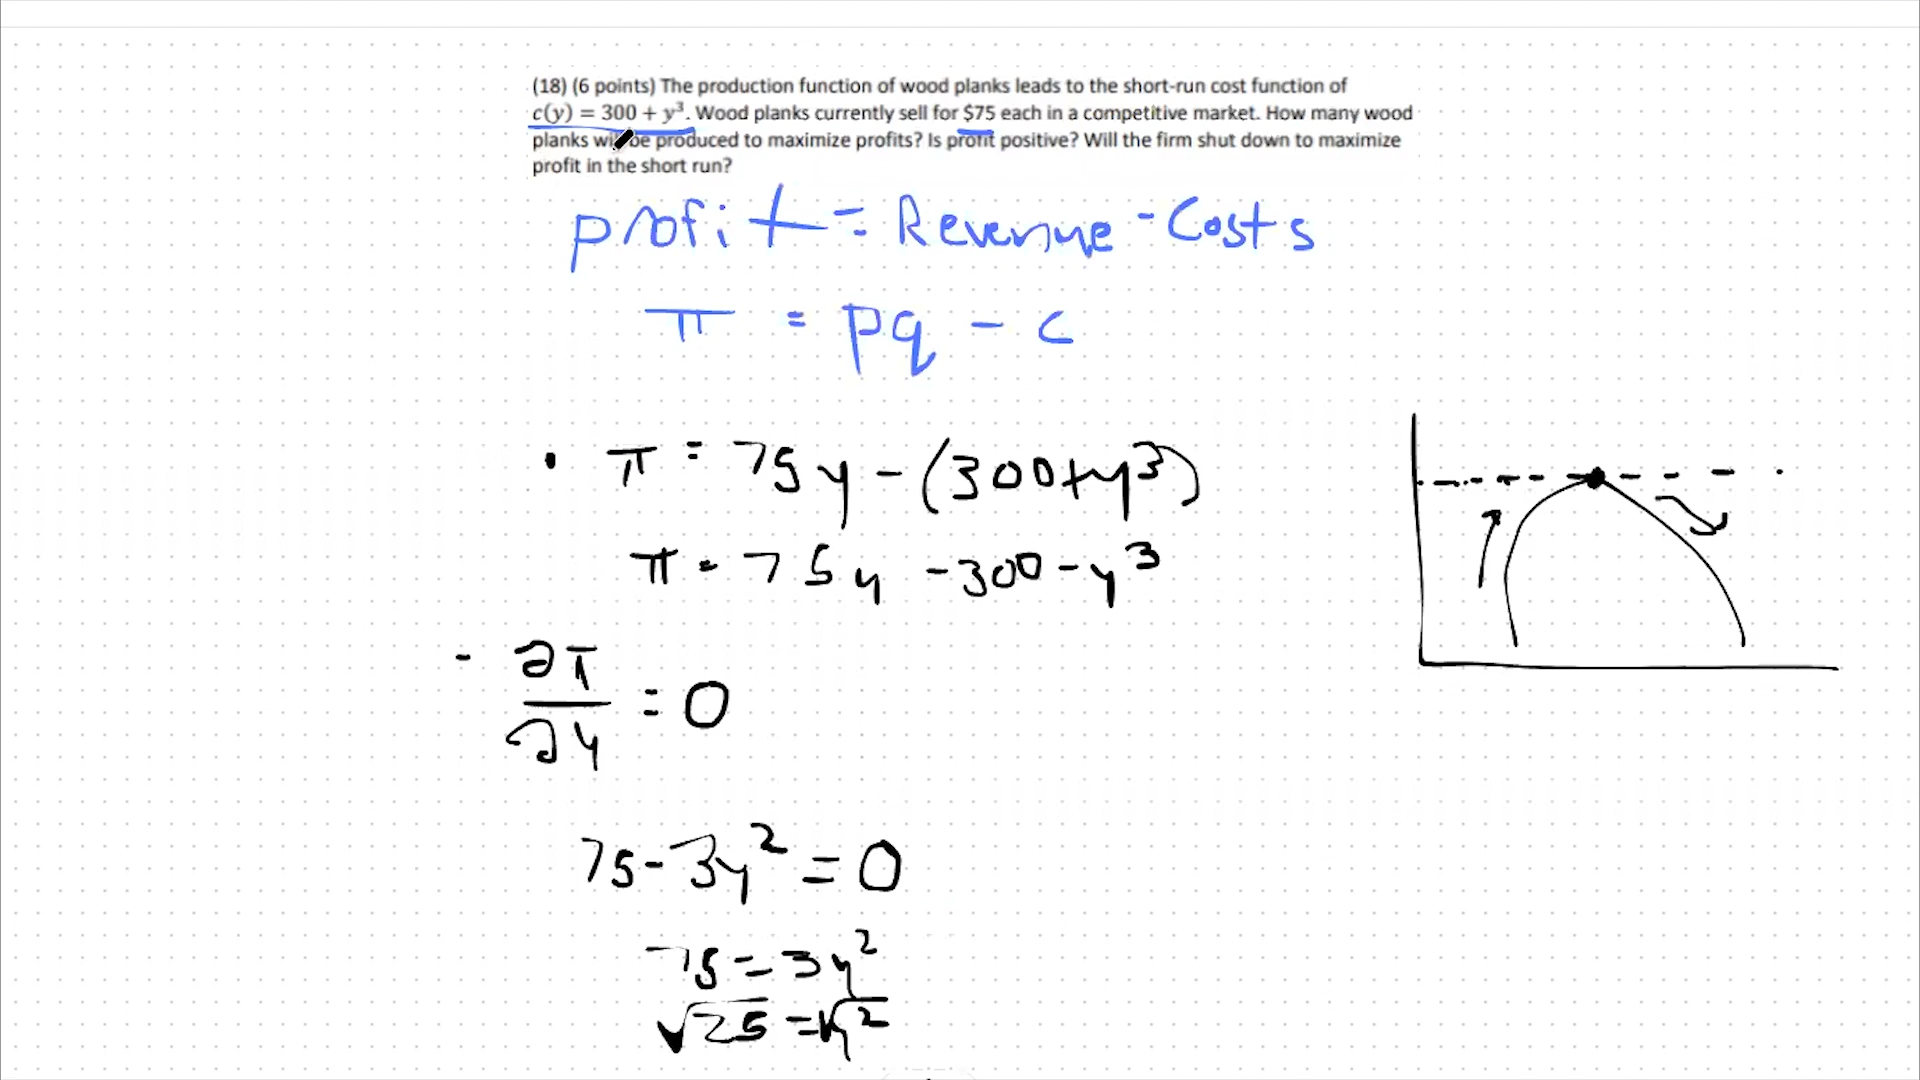 (18) (6 points) The production function of wood planks leads to the short-run cost function of
c(y) = 300 + y³. Wood planks currently sell for $75 each in a competitive market. How many wood
planks will be produced to maximize profits? Is profit positive? Will the firm shut down to maximize
profit in the short run?
profit = Revenue - Costs
π = pq - c
π = 75y - (300+y³)
π = 75y - 300 - y³
∂π/∂y = 0
75 - 3y² = 0
75 = 3y²
√25 = √y²